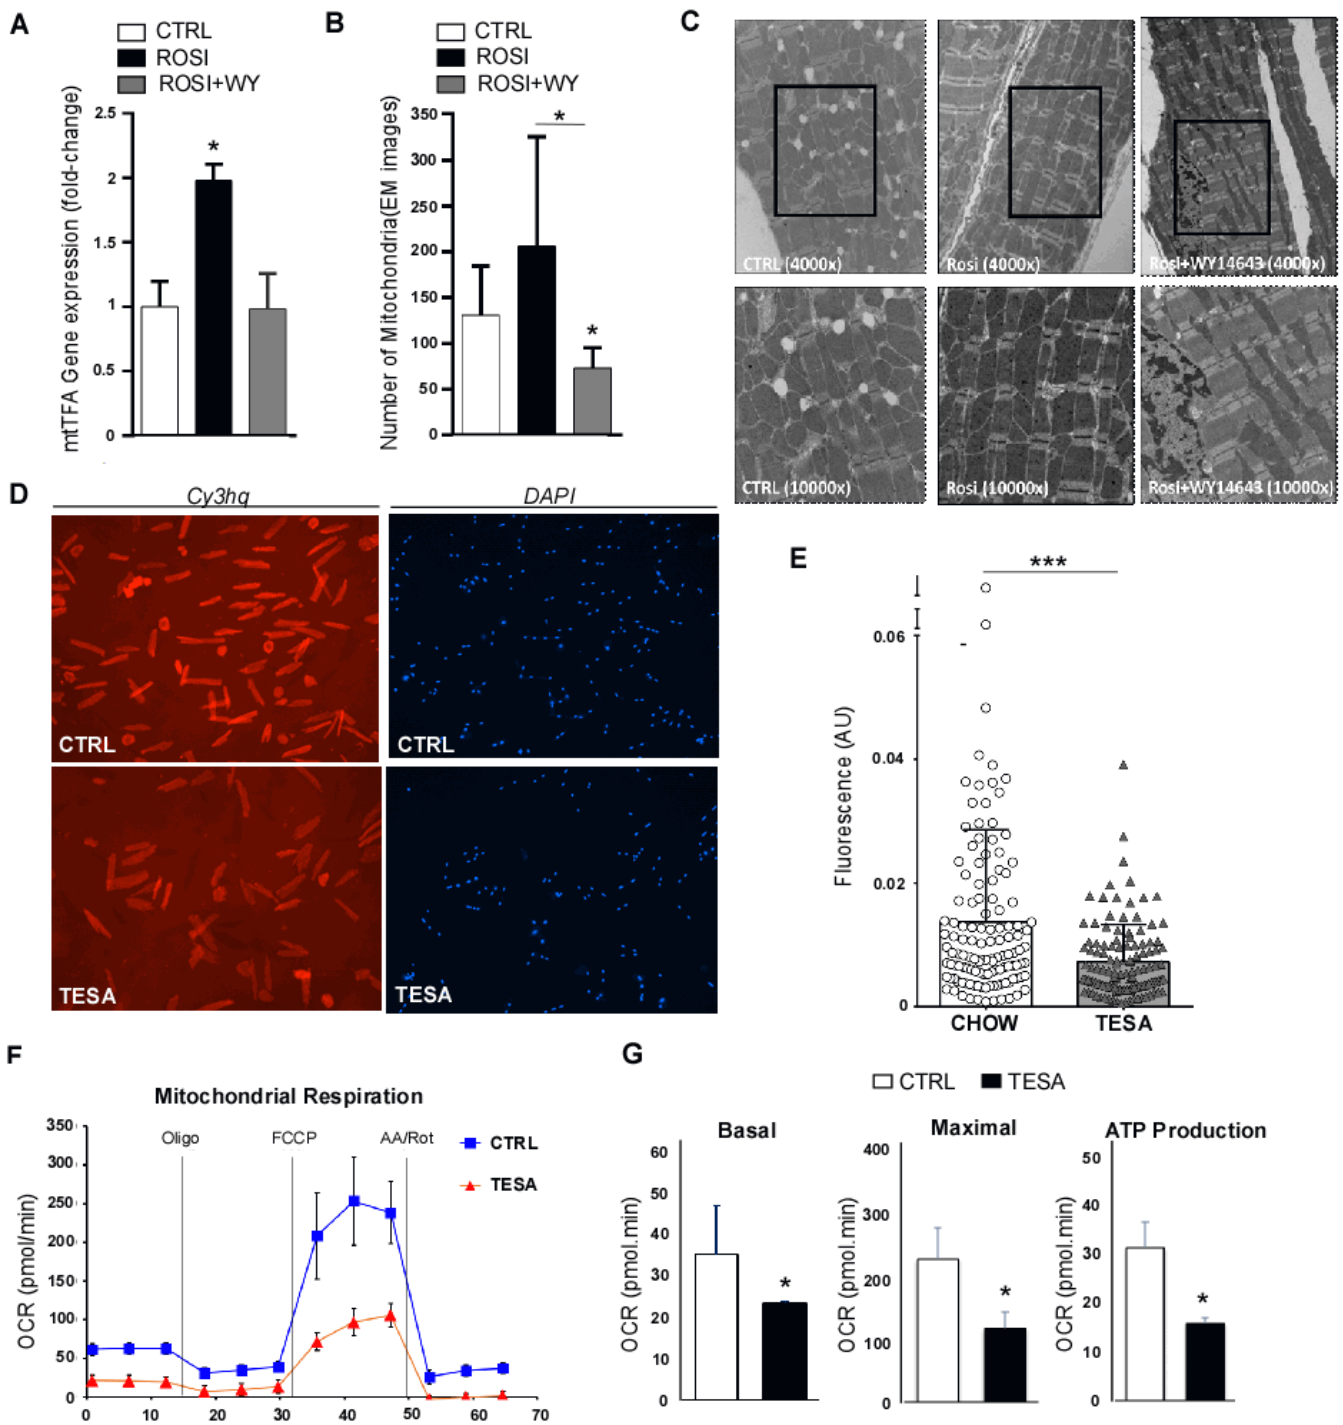 A
CTRL
ROSI
ROSI+WY
mtTFA Gene expression (fold-change)
2.5
2
1.5
1
0.5
0
*
B
CTRL
ROSI
ROSI+WY
Number of Mitochondria(EM images)
350
300
250
200
150
100
50
0
*
*
C
CTRL (4000x)
Rosi (4000x)
Rosi+WY14643 (4000x)
CTRL (10000x)
Rosi (10000x)
Rosi+WY14643 (10000x)
D
Cy3hq
DAPI
CTRL
CTRL
TESA
TESA
E
***
Fluorescence (AU)
0.06
0.04
0.02
0
CHOW
TESA
F
Mitochondrial Respiration
OCR (pmol/min)
350
300
250
200
150
100
50
0
Oligo
FCCP
AA/Rot
CTRL
TESA
0 10 20 30 40 50 60 70
G
CTRL
TESA
Basal
OCR (pmol.min)
60
50
40
30
20
10
0
*
Maximal
OCR (pmol.min)
400
300
200
100
0
*
ATP Production
OCR (pmol.min)
50
40
30
20
10
0
*